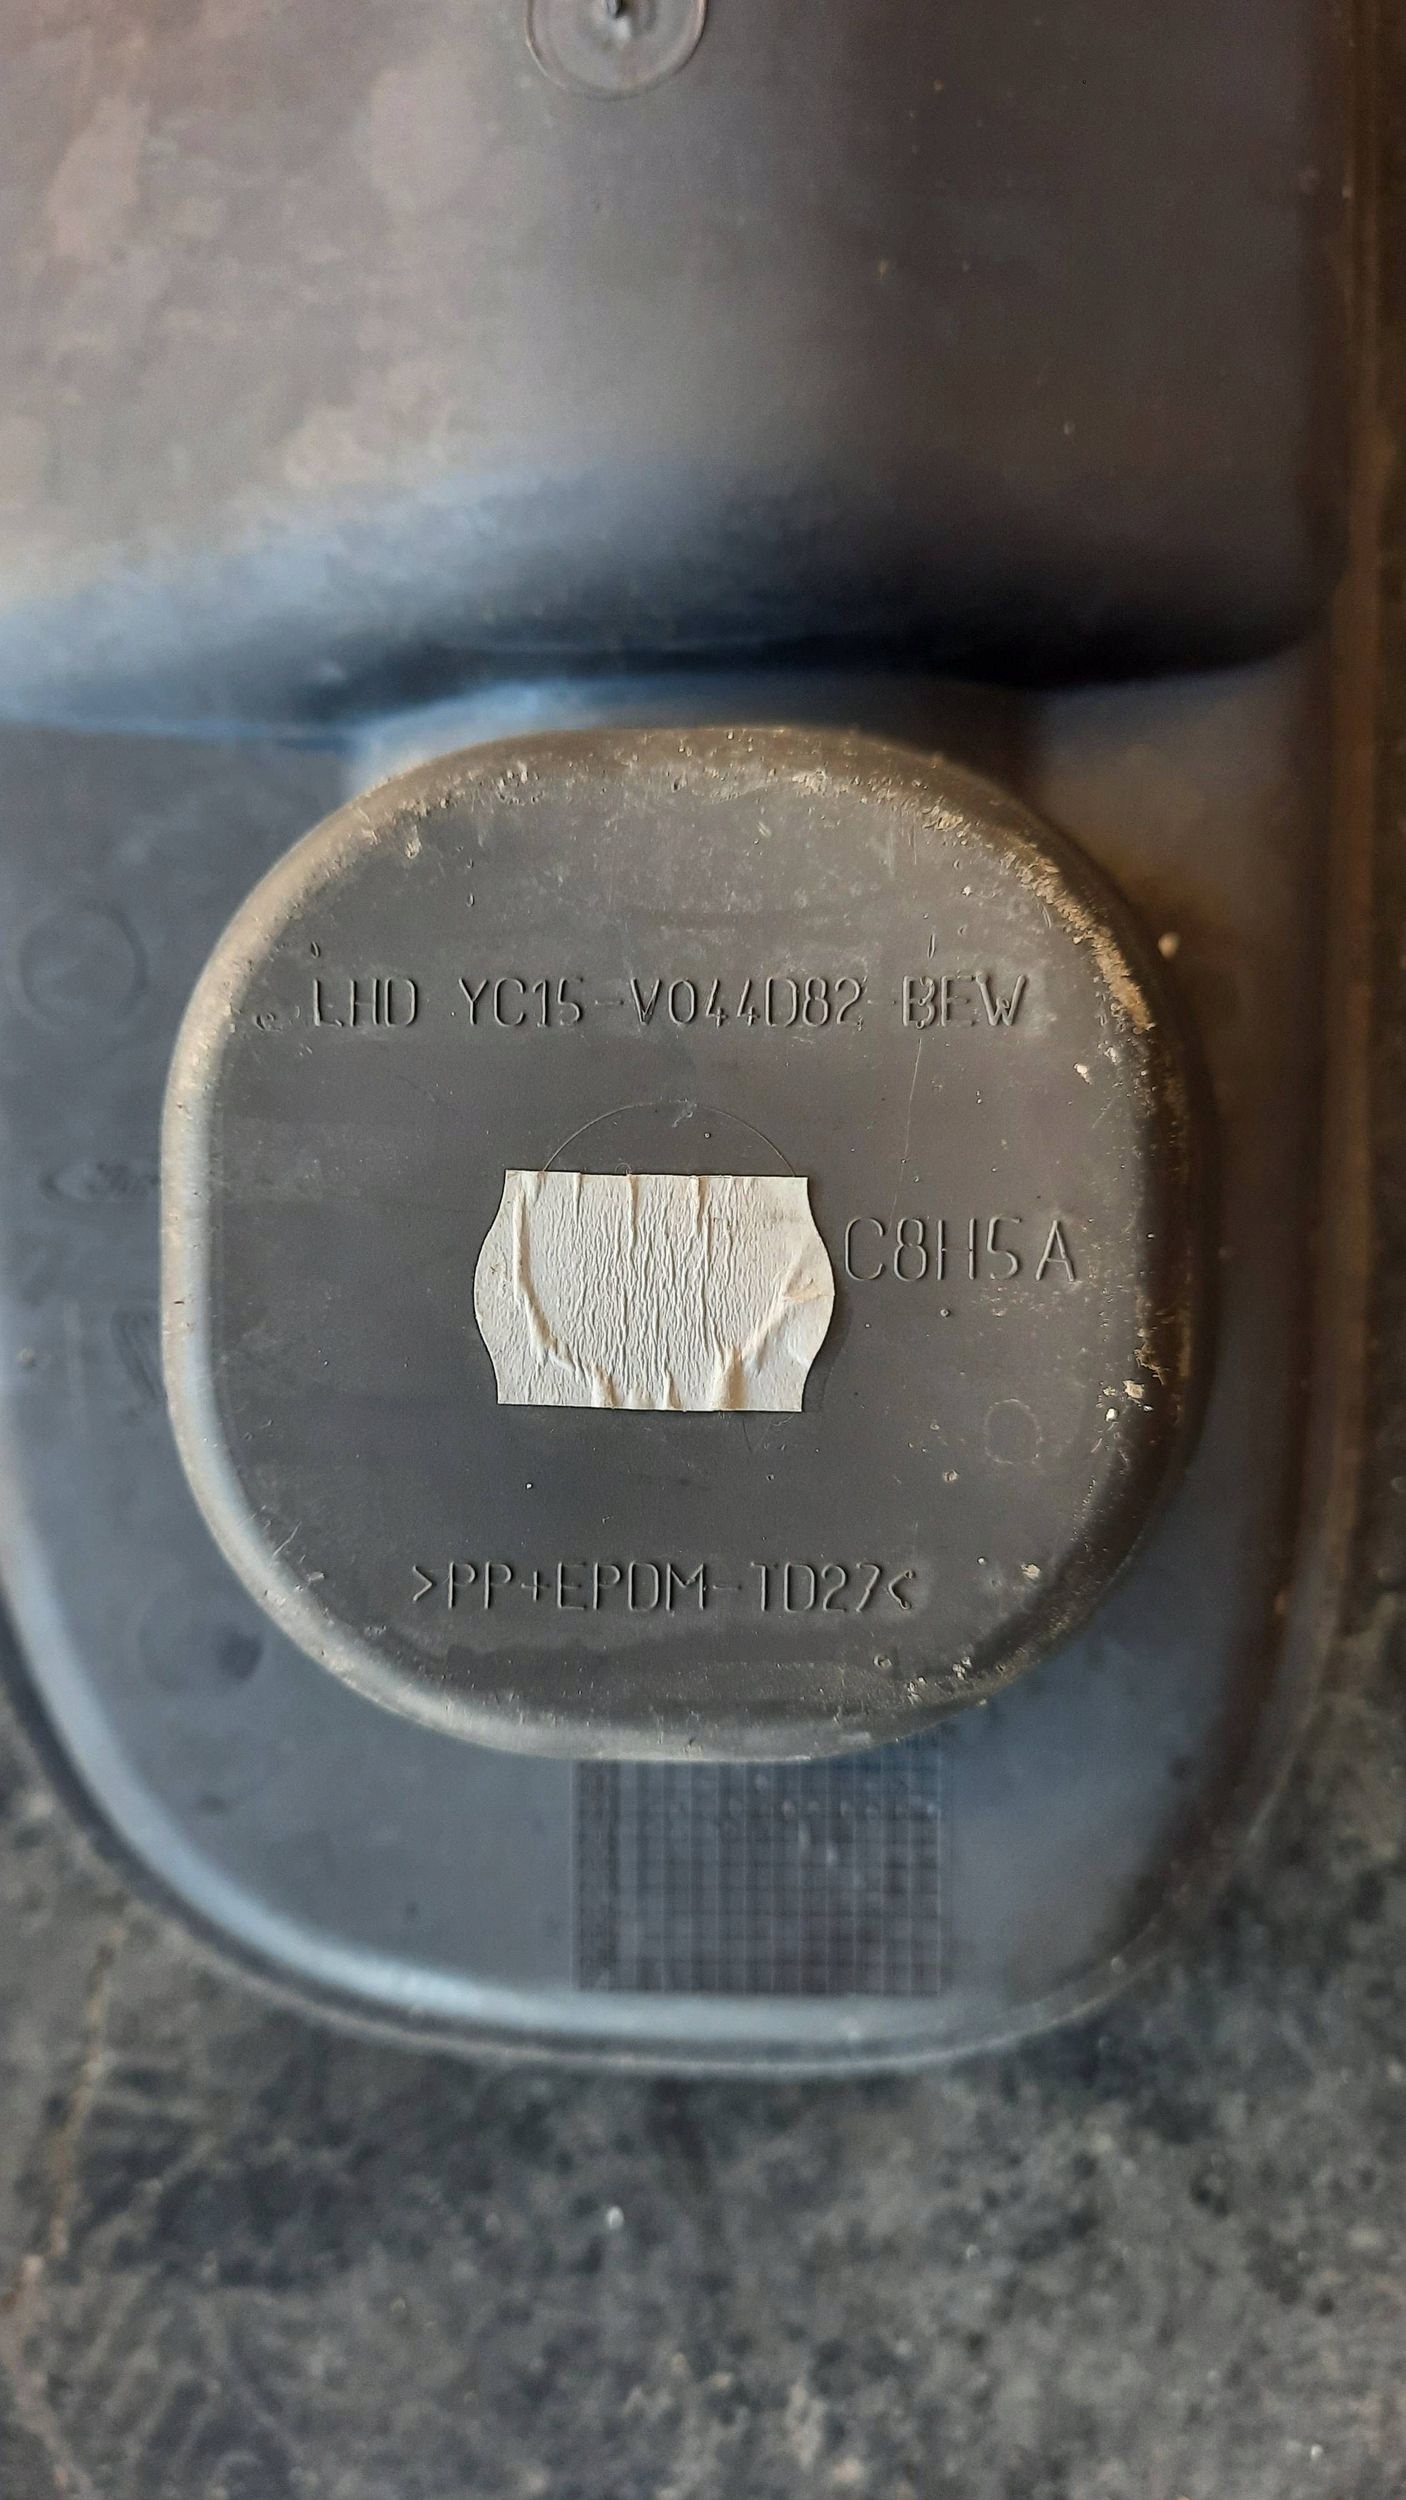 LHD YC15-V044D82-BEW
C8H5A
>PP+EPDM-TD27<